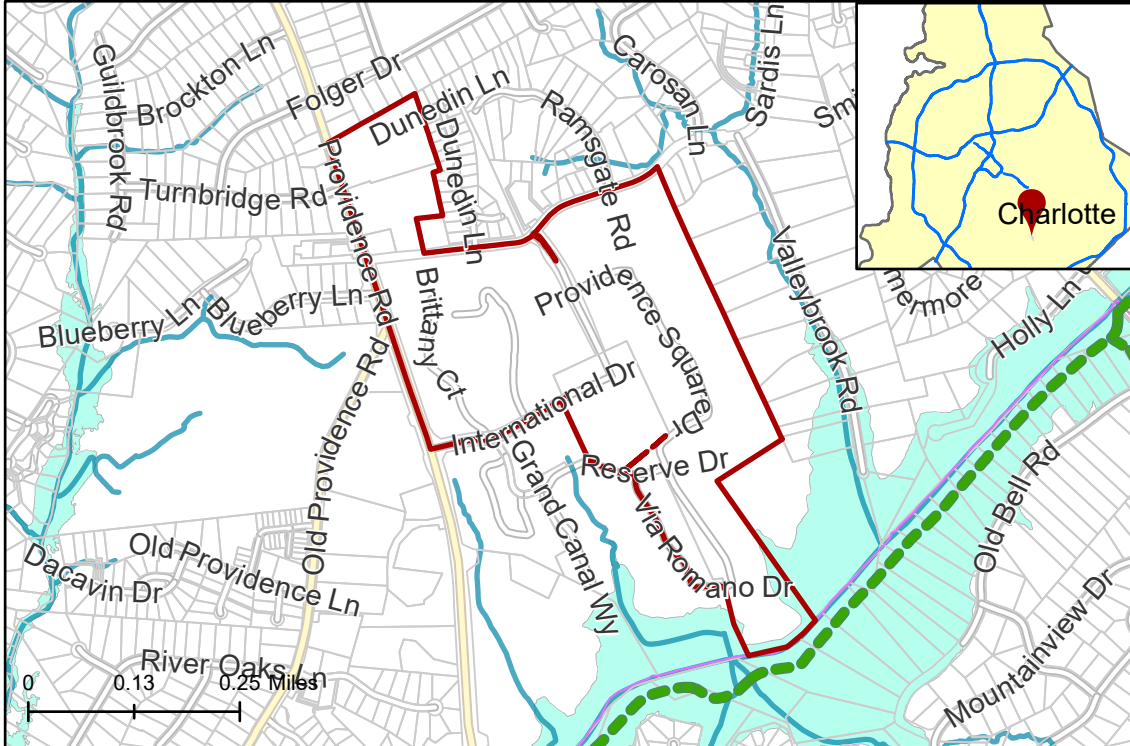 Guildbrook Rd
Brockton Ln
Folger Dr
Dunedin Ln
Carosan Ln
Sardis Ln
Charlotte
Ramsgate Rd
Dunedin Ln
Turnbridge Rd
Providence Rd
Blueberry Ln
Blueberry Ln
Brittany Ct
Providence Square Dr
Valleybrook Rd
Holly Ln
International Dr
Reserve Dr
Grand Canal Wy
Via Romano Dr
Old Providence Rd
Old Bell Rd
Old Providence Ln
Dacavin Dr
River Oaks Ln
Mountainview Dr
0 0.13 0.25 Miles